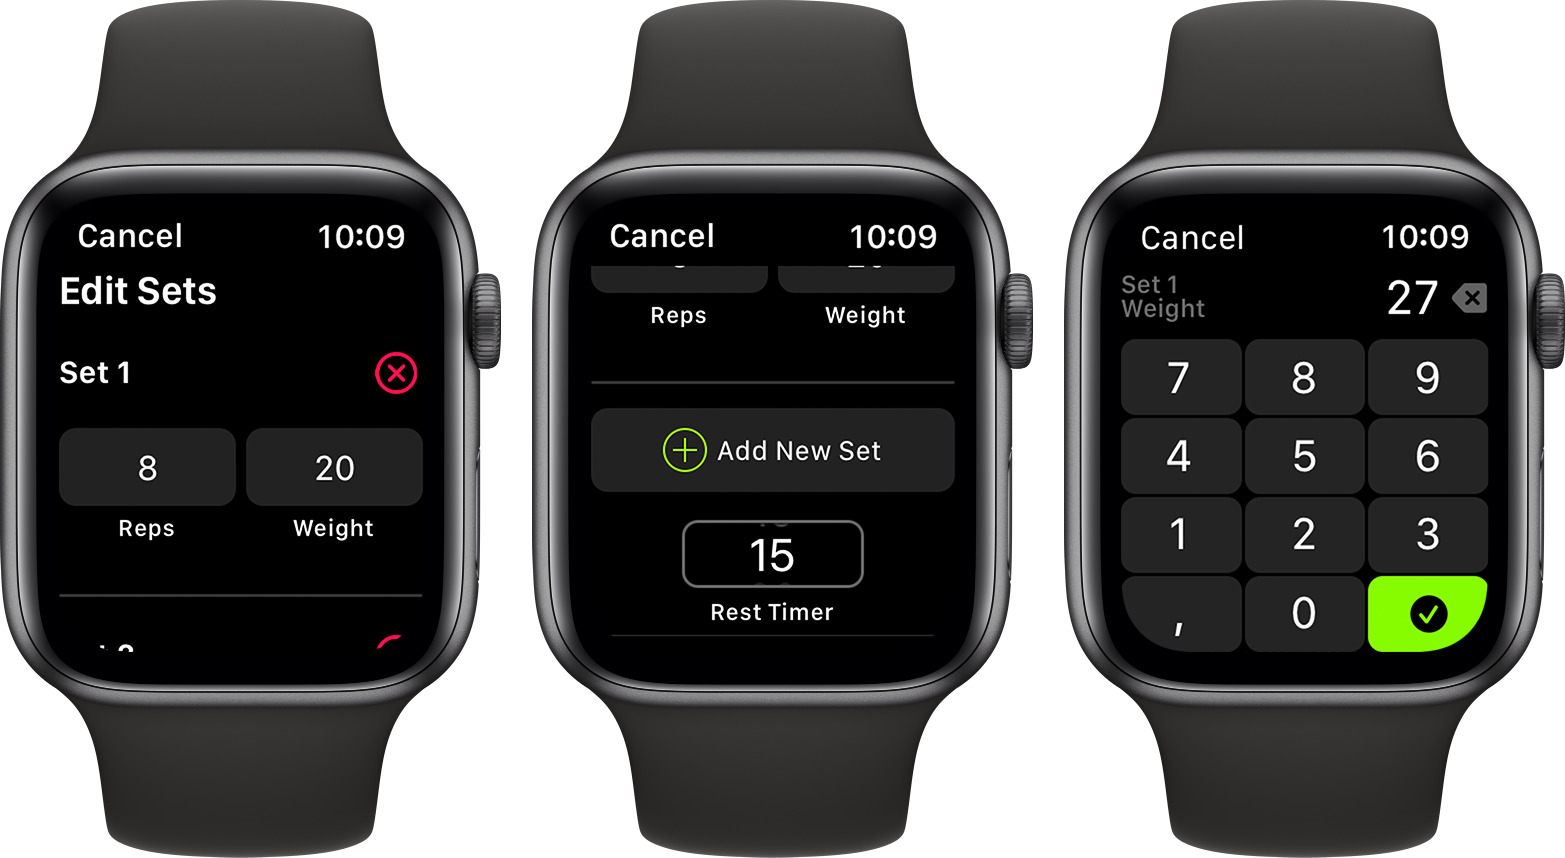 Cancel 10:09
Edit Sets
Set 1
8 20
Reps Weight
Cancel 10:09
Reps Weight
Add New Set
15
Rest Timer
Cancel 10:09
Set 1
Weight
27
7 8 9
4 5 6
1 2 3
, 0